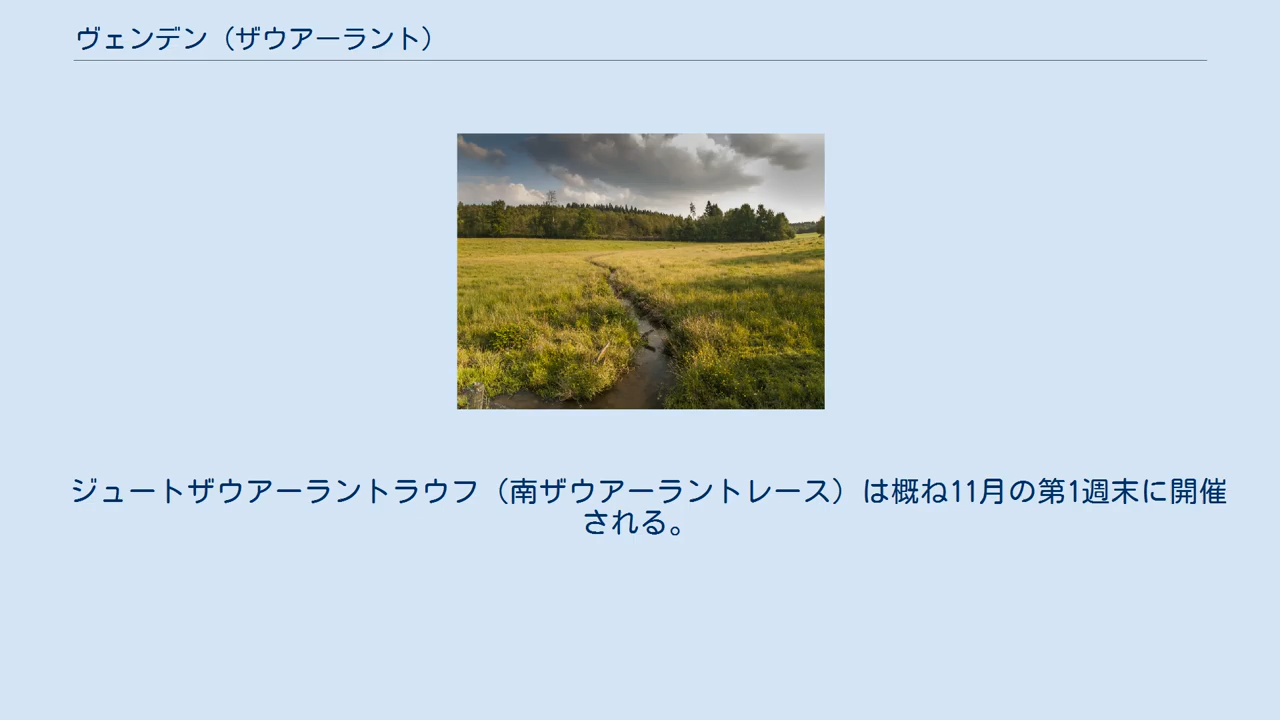 ヴェンデン（ザウアーラント）
ジュートザウアーラントラウフ（南ザウアーラントレース）は概ね11月の第1週末に開催
される。